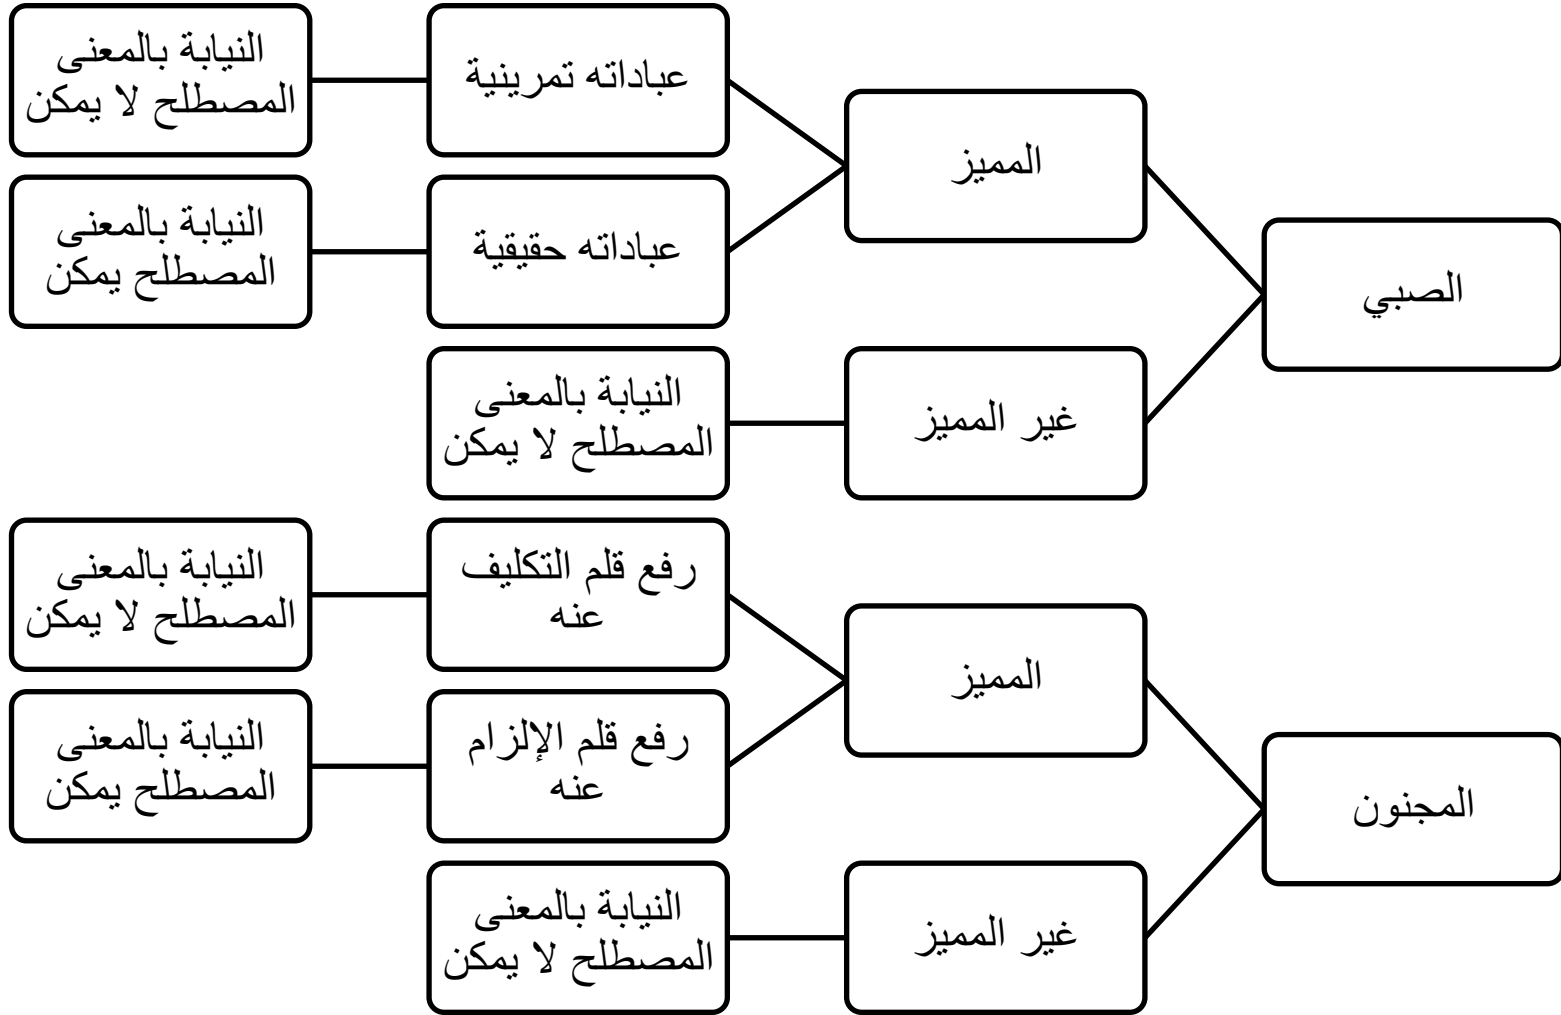 الصبي
المميز
عباداته تمرينية
النيابة بالمعنى
المصطلح لا يمكن
عباداته حقيقية
النيابة بالمعنى
المصطلح يمكن
غير المميز
النيابة بالمعنى
المصطلح لا يمكن
المجنون
المميز
رفع قلم التكليف
عنه
النيابة بالمعنى
المصطلح لا يمكن
رفع قلم الإلزام
عنه
النيابة بالمعنى
المصطلح يمكن
غير المميز
النيابة بالمعنى
المصطلح لا يمكن